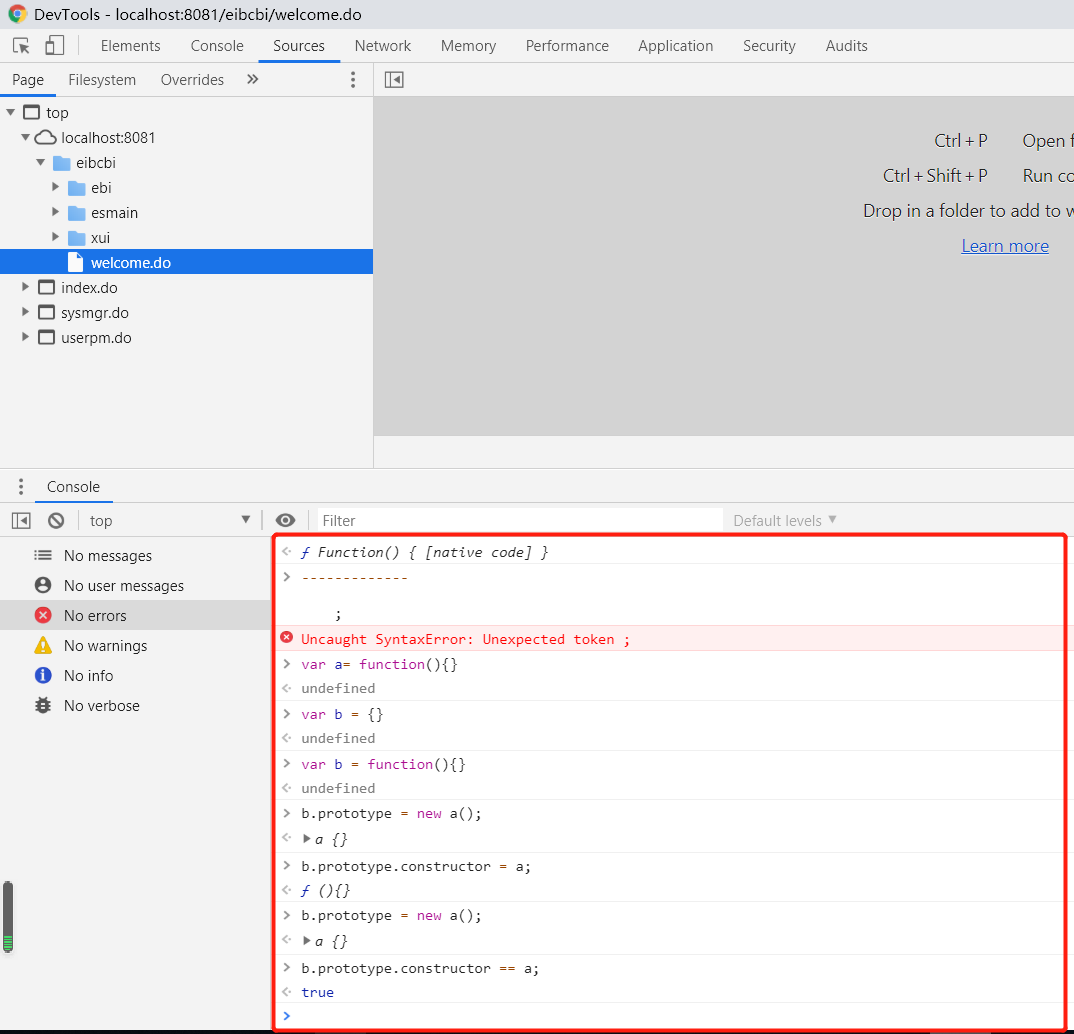 DevTools - localhost:8081/eibcbi/welcome.do
Elements Console Sources Network Memory Performance Application Security Audits
Page Filesystem Overrides »
top
localhost:8081
eibcbi
ebi
esmain
xui
welcome.do
index.do
sysmgr.do
userpm.do
Ctrl + P Open f
Ctrl + Shift + P Run co
Drop in a folder to add to w
Learn more
Console
top Filter Default levels
No messages
No user messages
No errors
No warnings
No info
No verbose
ƒ Function() { [native code] }
-------------
;
Uncaught SyntaxError: Unexpected token ;
var a= function(){}
undefined
var b = {}
undefined
var b = function(){}
undefined
b.prototype = new a();
a {}
b.prototype.constructor = a;
ƒ (){}
b.prototype = new a();
a {}
b.prototype.constructor == a;
true